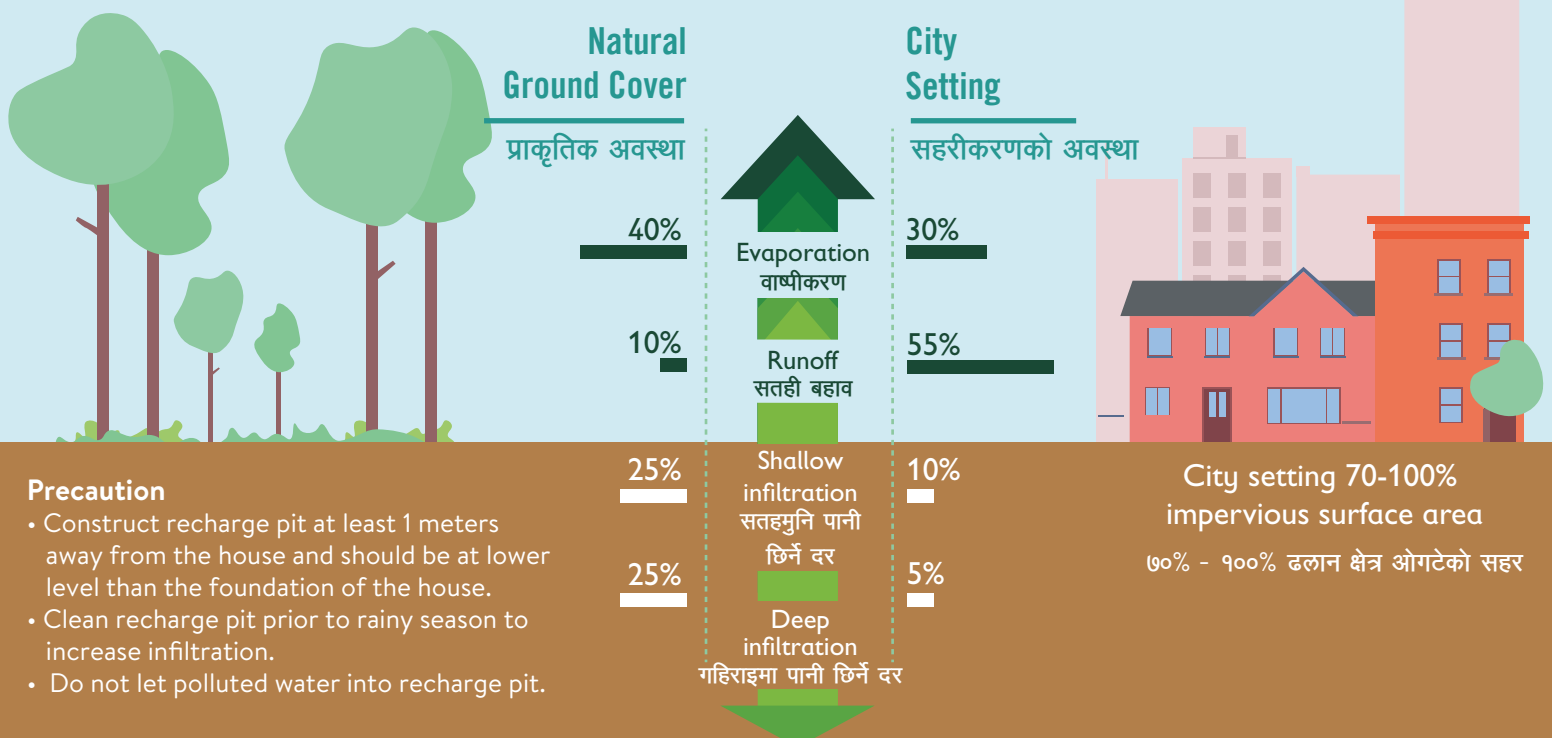 Natural
Ground Cover
प्राकृतिक अवस्था
City
Setting
सहरीकरणको अवस्था
40%
Evaporation
वाष्पीकरण
30%
10%
Runoff
सतही बहाव
55%
25%
Shallow
infiltration
सतहमुनि पानी
छिर्ने दर
10%
25%
Deep
infiltration
गहिराइमा पानी छिर्ने दर
5%
Precaution
• Construct recharge pit at least 1 meters
away from the house and should be at lower
level than the foundation of the house.
• Clean recharge pit prior to rainy season to
increase infiltration.
• Do not let polluted water into recharge pit.
City setting 70-100%
impervious surface area
७०% - १००% ढलान क्षेत्र ओगटेको सहर